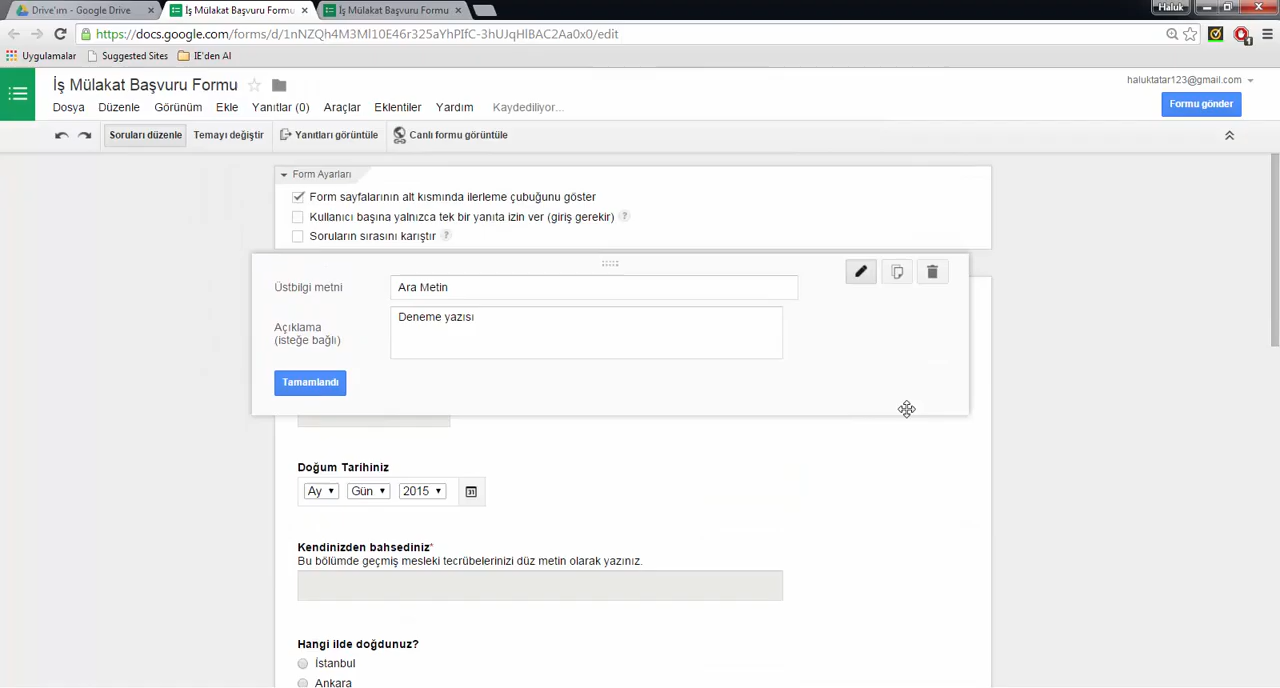 Drive'ım - Google Drive × İş Mülakat Başvuru Formu × İş Mülakat Başvuru Formu × Haluk
https://docs.google.com/forms/d/1nNZQh4M3Ml10E46r325aYhPIfC-3hUJqHIBAC2Aa0x0/edit
Uygulamalar Suggested Sites IE'den Al
İş Mülakat Başvuru Formu haluktatar123@gmail.com
Dosya Düzenle Görünüm Ekle Yanıtlar (0) Araçlar Eklentiler Yardım Kaydediliyor... Formu gönder
Soruları düzenle Temayı değiştir Yanıtları görüntüle Canlı formu görüntüle
Form Ayarları
Form sayfalarının alt kısmında ilerleme çubuğunu göster
Kullanıcı başına yalnızca tek bir yanıta izin ver (giriş gerekir) ?
Soruların sırasını karıştır ?
Üstbilgi metni Ara Metin
Açıklama Deneme yazısı
(isteğe bağlı)
Tamamlandı
Doğum Tarihiniz
Ay Gün 2015 31
Kendinizden bahsediniz*
Bu bölümde geçmiş mesleki tecrübelerinizi düz metin olarak yazınız.
Hangi ilde doğdunuz?
İstanbul
Ankara